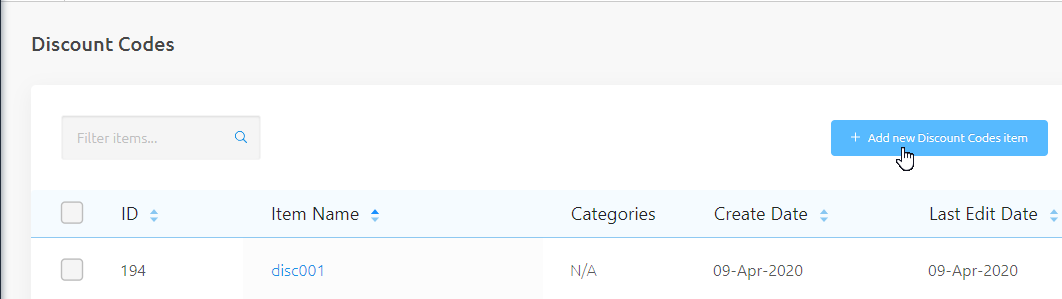 Discount Codes
Filter items...
+ Add new Discount Codes item
ID Item Name Categories Create Date Last Edit Date
194 disc001 N/A 09-Apr-2020 09-Apr-2020